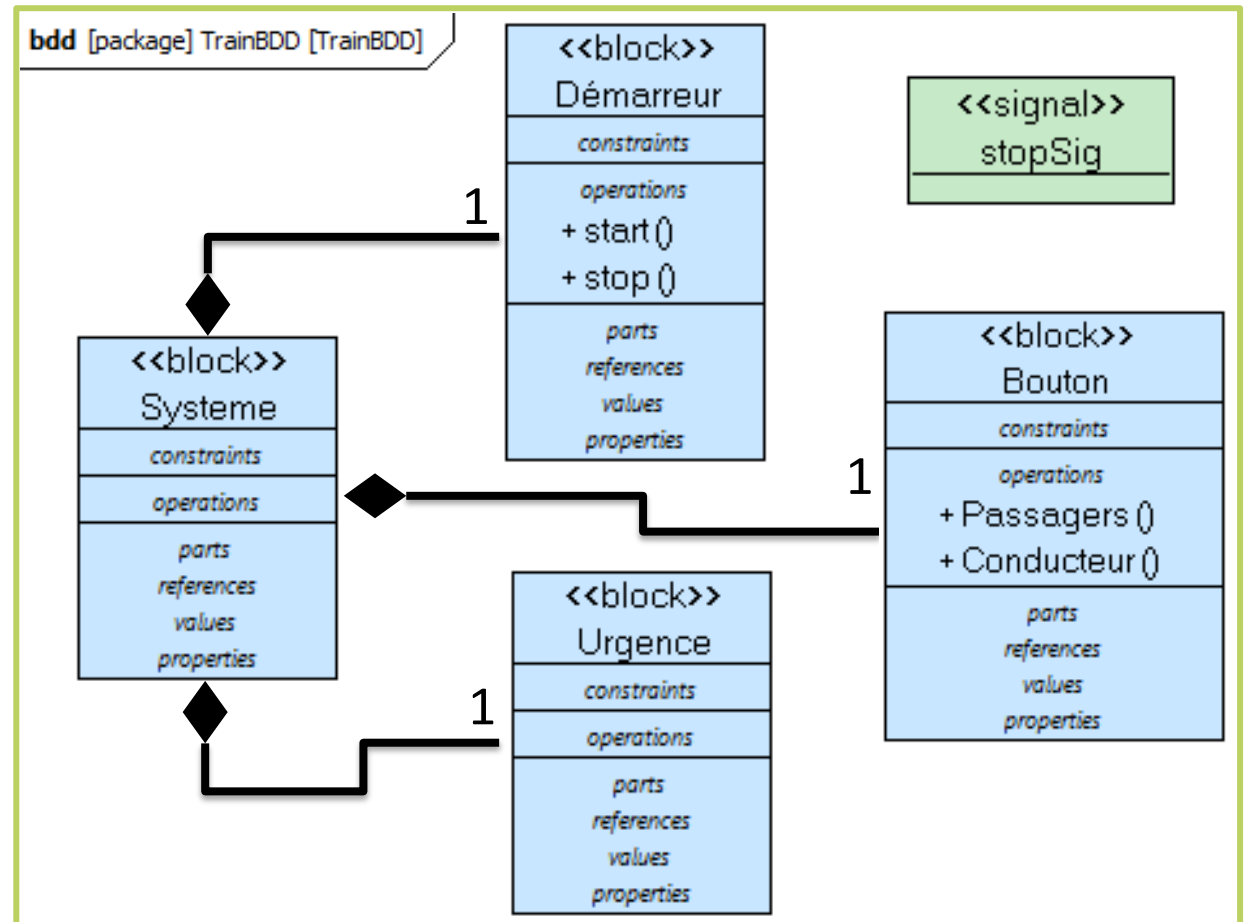 bdd [package] TrainBDD [TrainBDD]
<<block>>
Démarreur
constraints
operations
+ start ()
+ stop ()
parts
references
values
properties
1
<<signal>>
stopSig
<<block>>
Systeme
constraints
operations
parts
references
values
properties
<<block>>
Bouton
constraints
operations
+ Passagers ()
+ Conducteur ()
parts
references
values
properties
1
<<block>>
Urgence
constraints
operations
parts
references
values
properties
1